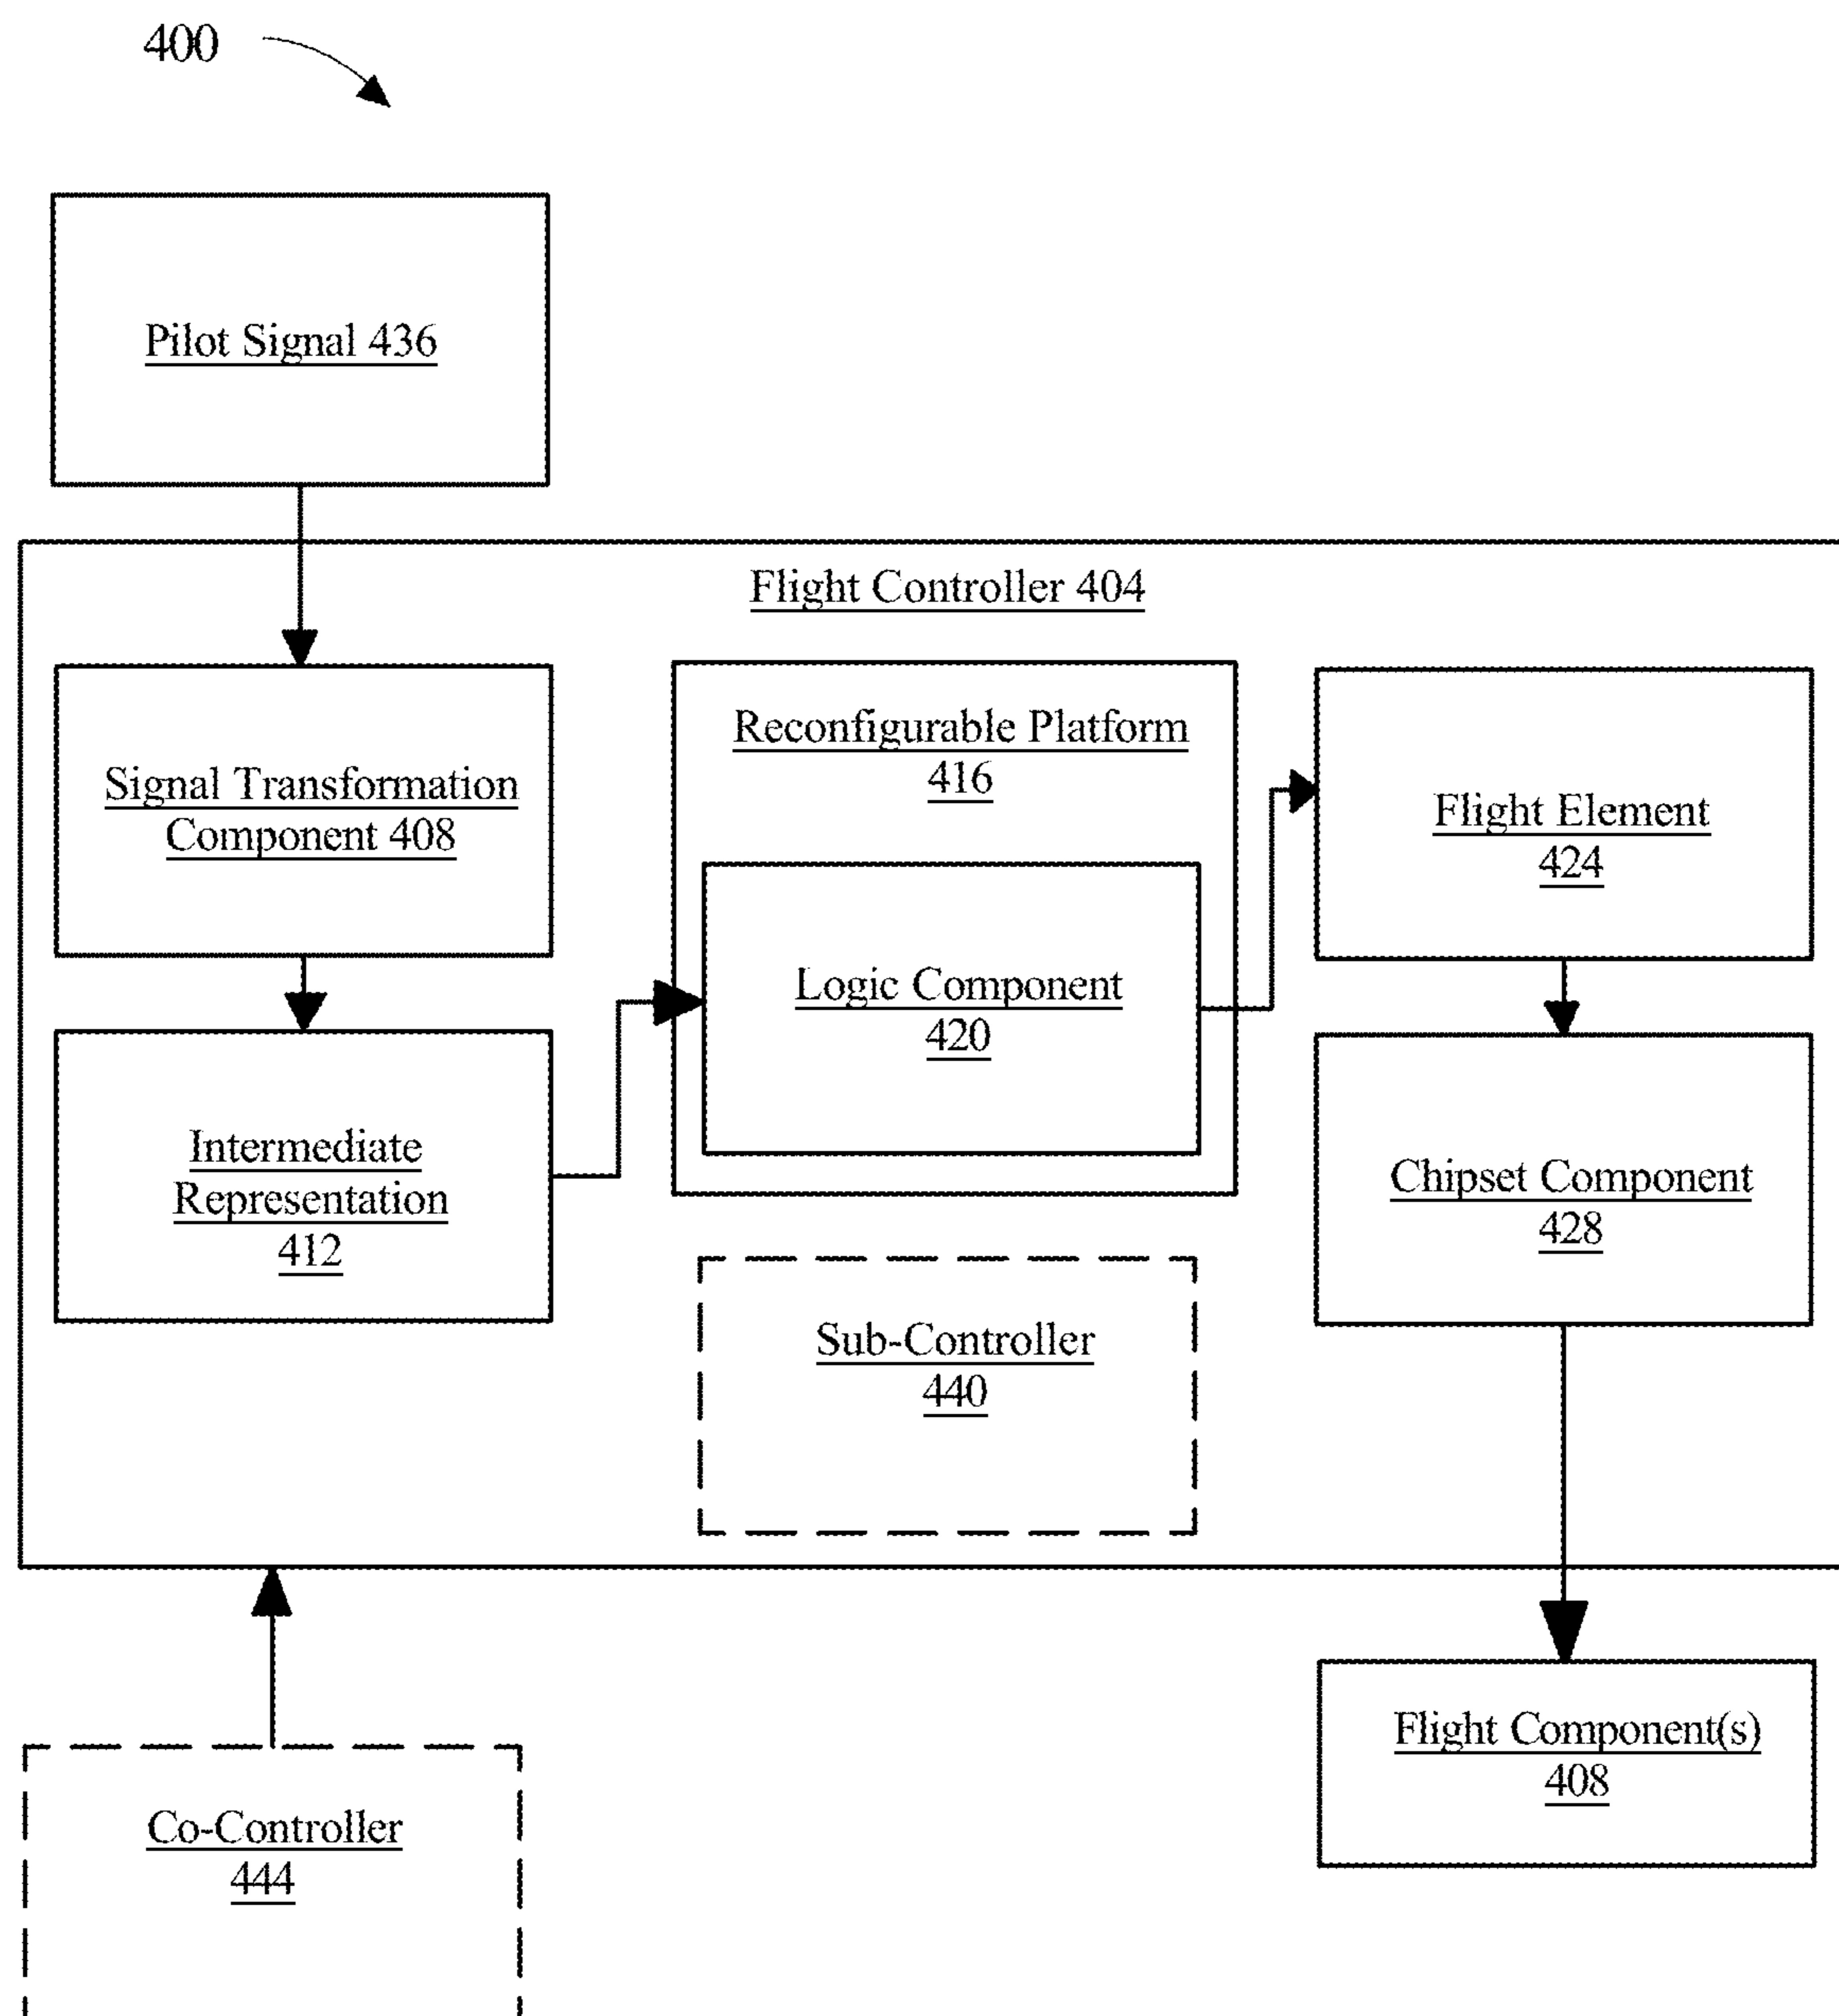 400
Pilot Signal 436
Flight Controller 404
Signal Transformation
Component 408
Intermediate
Representation
412
Reconfigurable Platform
416
Logic Component
420
Sub-Controller
440
Flight Element
424
Chipset Component
428
Co-Controller
444
Flight Component(s)
408